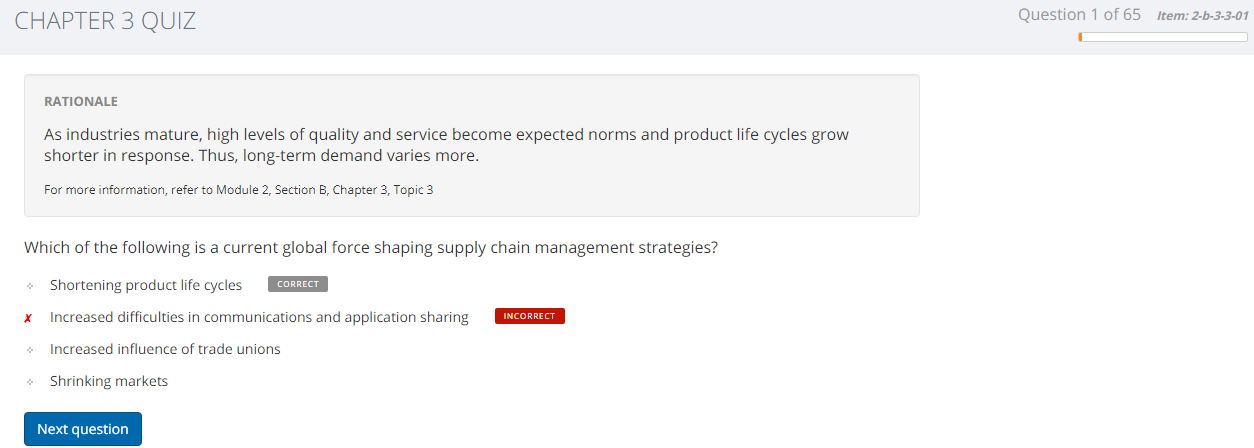 CHAPTER 3 QUIZ
Question 1 of 65 Item: 2-b-3-3-01
RATIONALE
As industries mature, high levels of quality and service become expected norms and product life cycles grow
shorter in response. Thus, long-term demand varies more.
For more information, refer to Module 2, Section B, Chapter 3, Topic 3
Which of the following is a current global force shaping supply chain management strategies?
Shortening product life cycles CORRECT
✗ Increased difficulties in communications and application sharing INCORRECT
Increased influence of trade unions
Shrinking markets
Next question